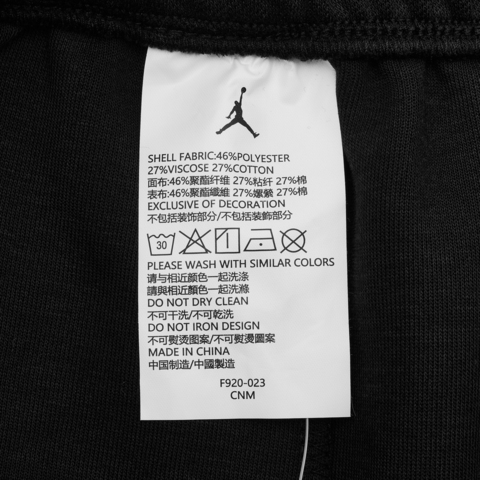 SHELL FABRIC:46%POLYESTER
27%VISCOSE 27%COTTON
面布:46%聚酯纤维 27%粘纤 27%棉
表布:46%聚酯纖維 27%嫘縈 27%棉
EXCLUSIVE OF DECORATION
不包括装饰部分/不包括裝飾部分
30
PLEASE WASH WITH SIMILAR COLORS
请与相近颜色一起洗涤
請與相近顏色一起洗滌
DO NOT DRY CLEAN
不可干洗/不可乾洗
DO NOT IRON DESIGN
不可熨烫图案/不可熨燙圖案
MADE IN CHINA
中国制造/中國製造
F920-023
CNM